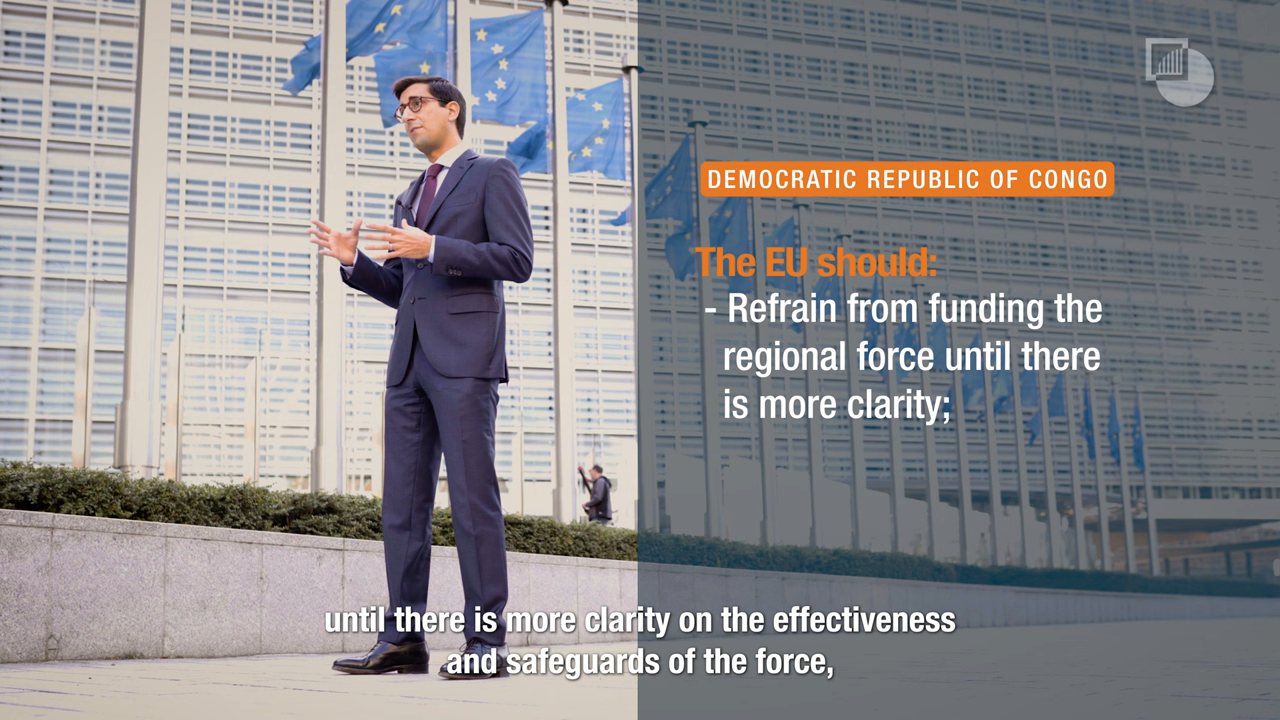 DEMOCRATIC REPUBLIC OF CONGO
The EU should:
- Refrain from funding the
regional force until there
is more clarity;
until there is more clarity on the effectiveness
and safeguards of the force,